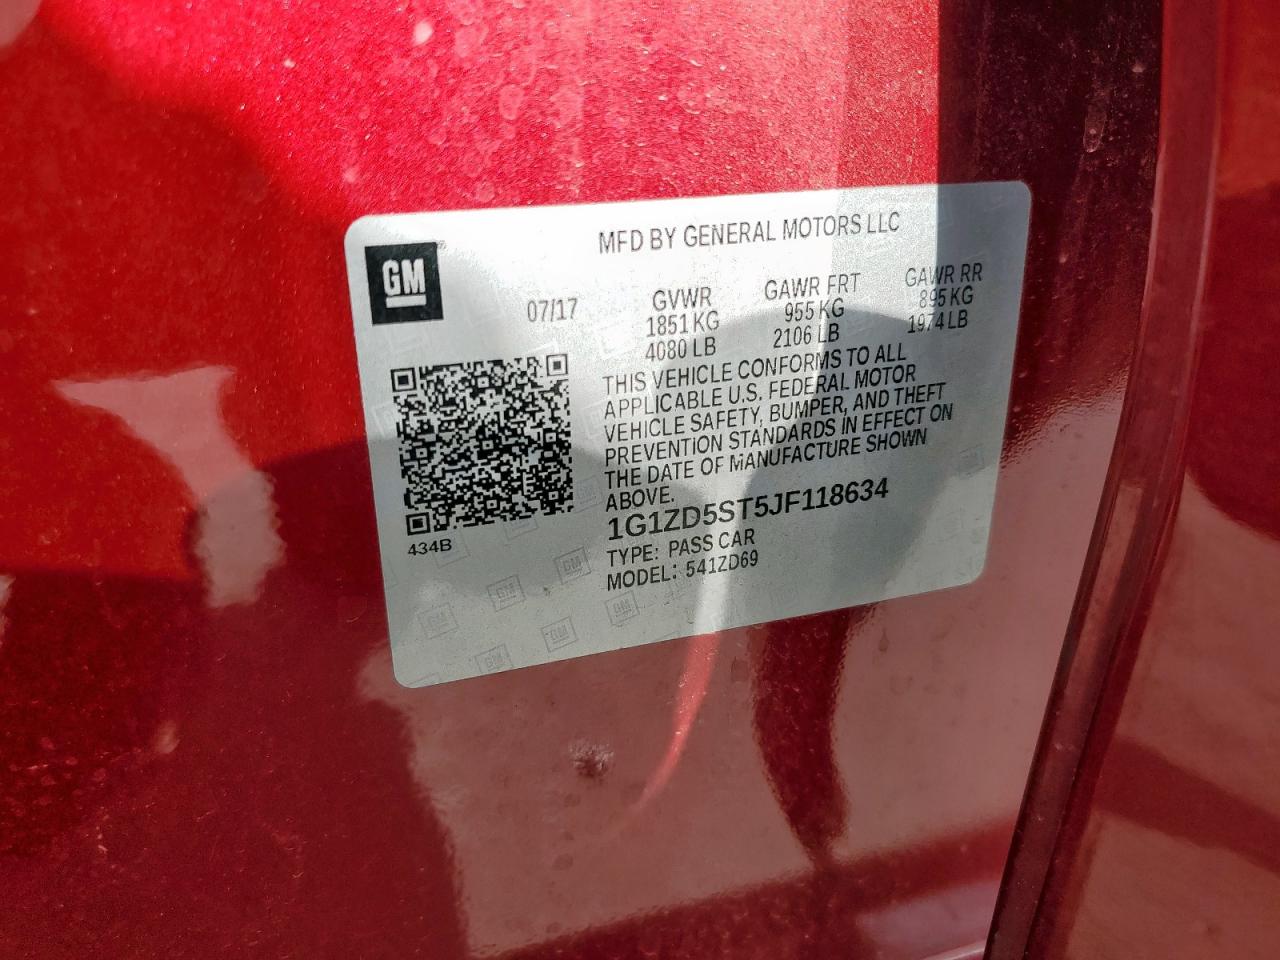 MFD BY GENERAL MOTORS LLC
GM
07/17
GVWR GAWR FRT GAWR RR
1851 KG 955 KG 895 KG
4080 LB 2106 LB 1974 LB
THIS VEHICLE CONFORMS TO ALL
APPLICABLE U.S. FEDERAL MOTOR
VEHICLE SAFETY, BUMPER, AND THEFT
PREVENTION STANDARDS IN EFFECT ON
THE DATE OF MANUFACTURE SHOWN
ABOVE.
1G1ZD5ST5JF118634
434B
TYPE: PASS CAR
MODEL: 541ZD69